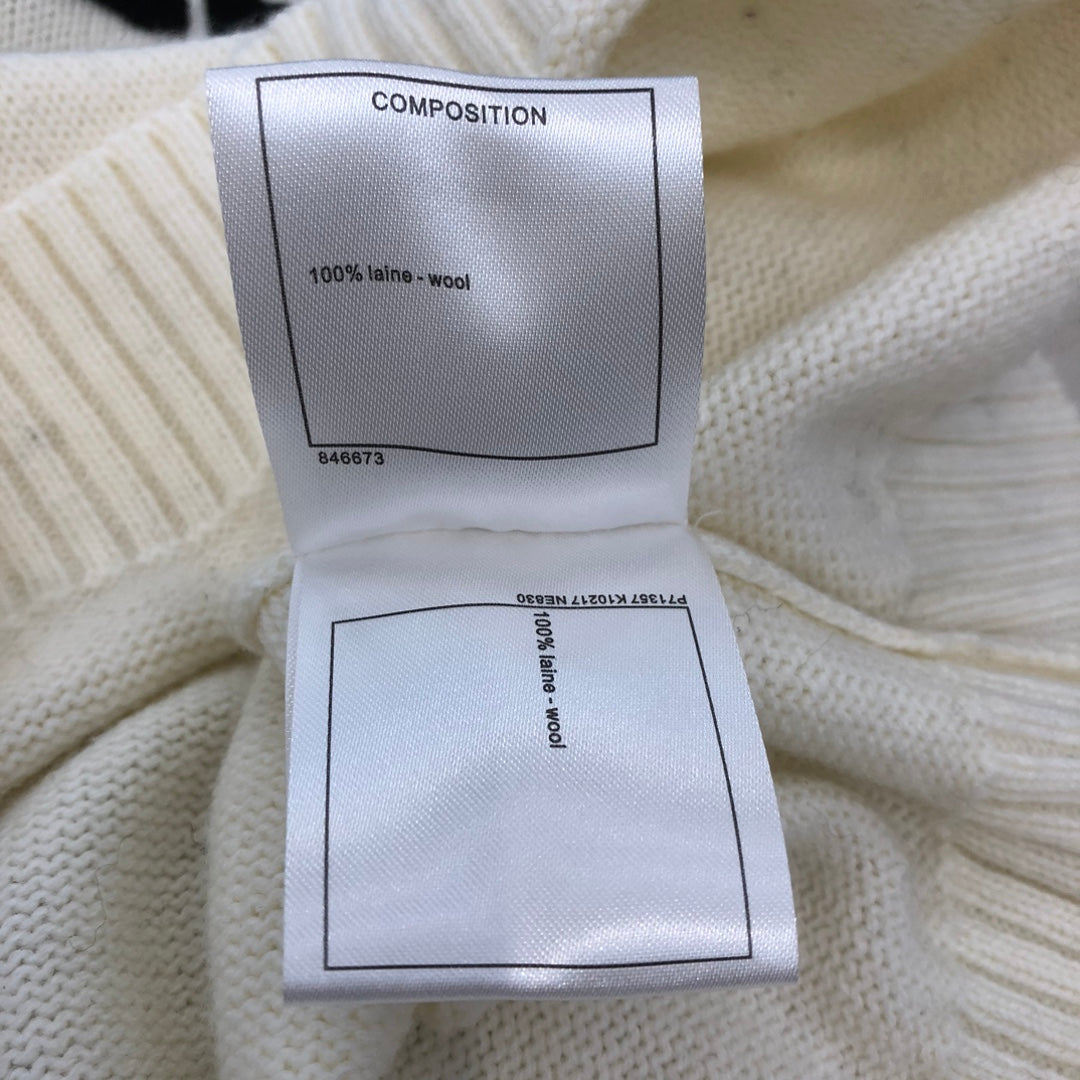 COMPOSITION
100% laine - wool
846673
P71357 K10217 NE830
100% laine - wool